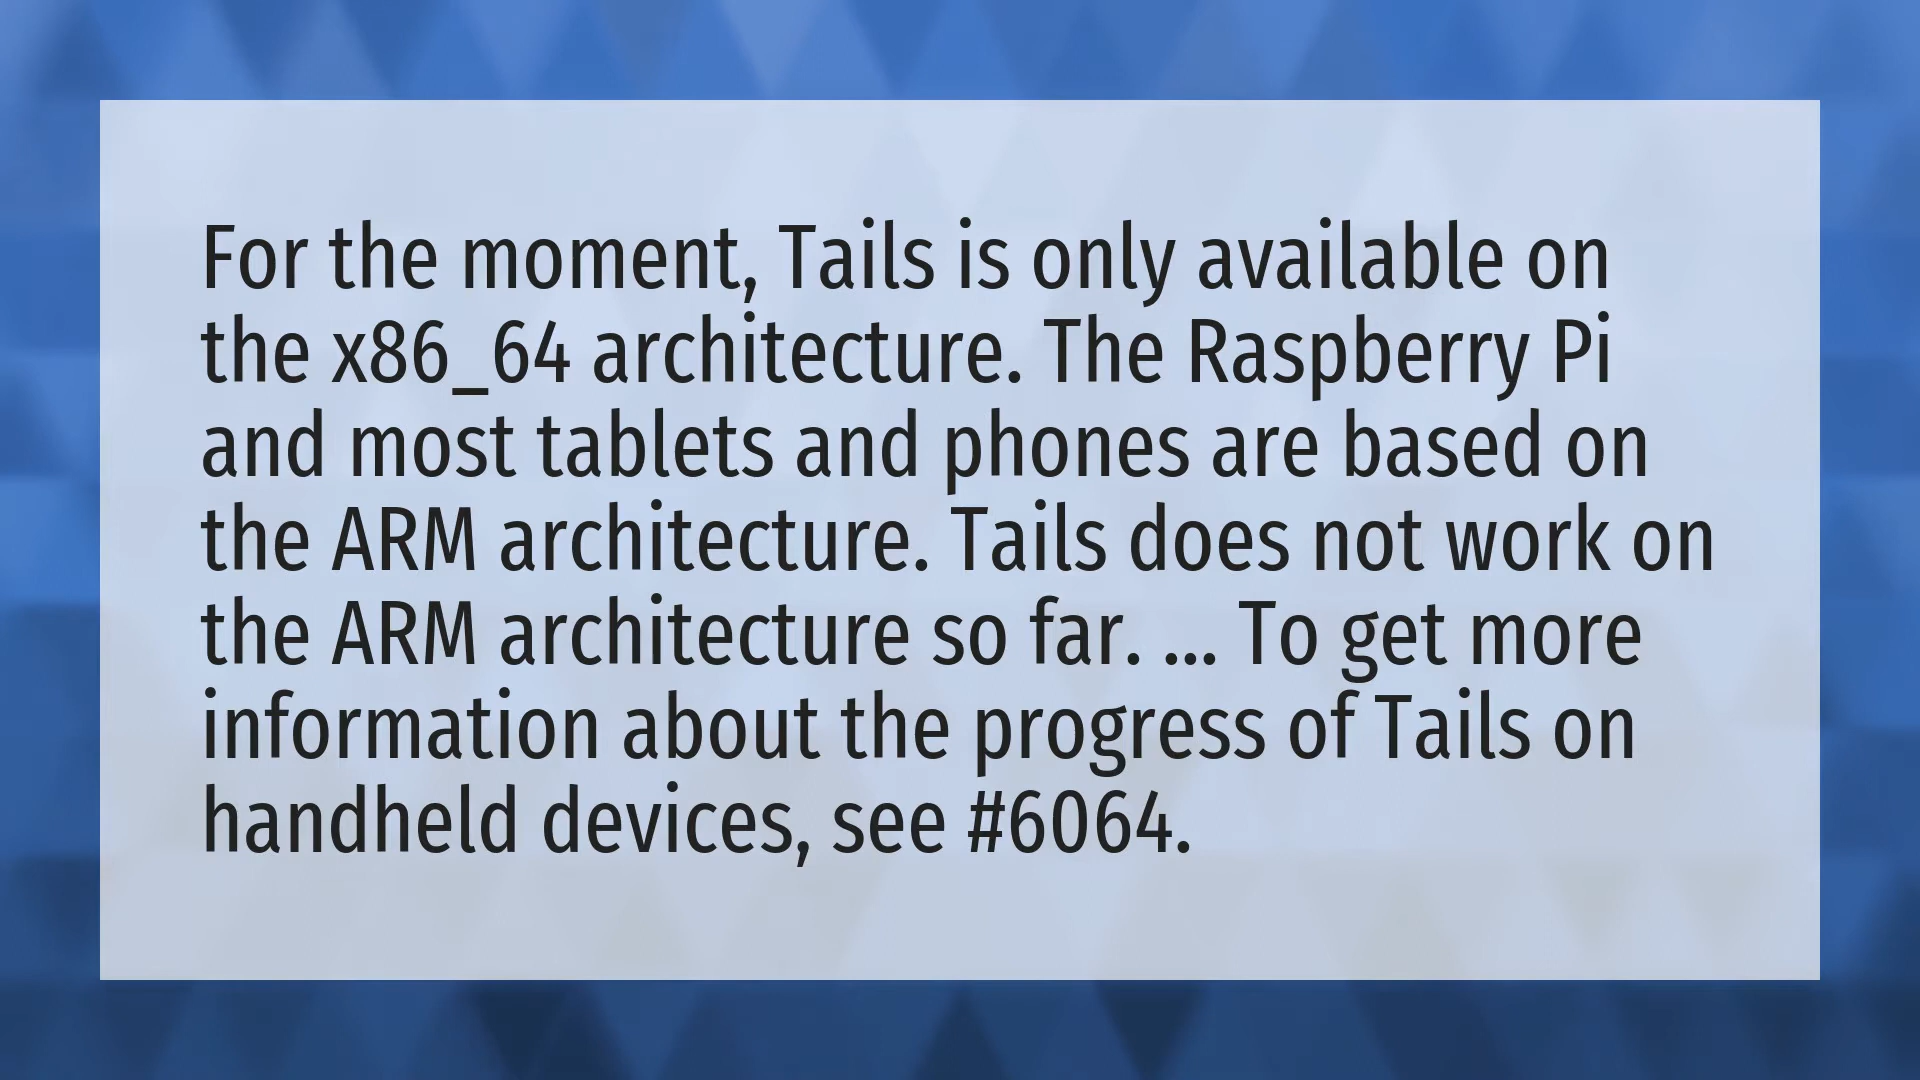 For the moment, Tails is only available on
the x86_64 architecture. The Raspberry Pi
and most tablets and phones are based on
the ARM architecture. Tails does not work on
the ARM architecture so far. ... To get more
information about the progress of Tails on
handheld devices, see #6064.